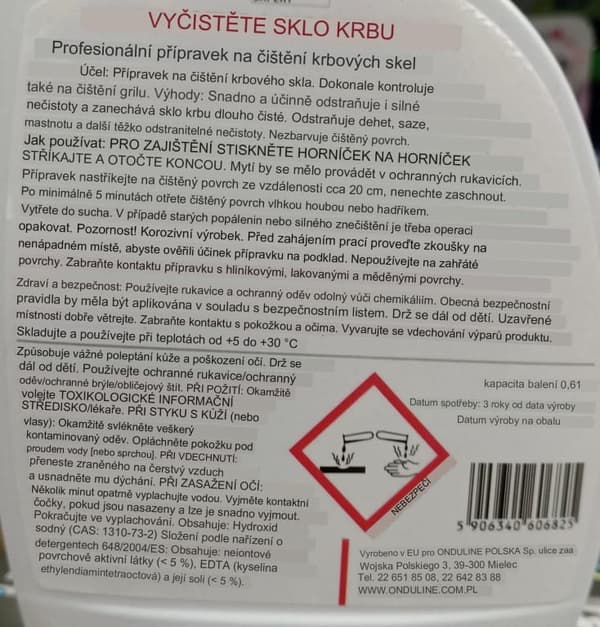 VYČISTĚTE SKLO KRBU
Profesionální přípravek na čištění krbových skel
Účel: Přípravek na čištění krbového skla. Dokonale kontroluje
také na čištění grilu. Výhody: Snadno a účinně odstraňuje i silné
nečistoty a zanechává sklo krbu dlouho čisté. Odstraňuje dehet, saze,
mastnotu a další těžko odstranitelné nečistoty. Nezbarvuje čištěný povrch.
Jak používat: PRO ZAJIŠTĚNÍ STISKNĚTE HORNÍČEK NA HORNÍČEK
STŘÍKAJTE A OTOČTE KONCOU. Mytí by se mělo provádět v ochranných rukavicích.
Přípravek nastříkejte na čištěný povrch ze vzdálenosti cca 20 cm, nenechte zaschnout.
Po minimálně 5 minutách otřete čištěný povrch vlhkou houbou nebo hadříkem.
Vytřete do sucha. V případě starých popálenin nebo silného znečištění je třeba operaci
opakovat. Pozornost! Korozivní výrobek. Před zahájením prací proveďte zkoušky na
nenápadném místě, abyste ověřili účinek přípravku na podklad. Nepoužívejte na zahřáté
povrchy. Zabraňte kontaktu přípravku s hliníkovými, lakovanými a měděnými povrchy.
Zdraví a bezpečnost: Používejte rukavice a ochranný oděv odolný vůči chemikáliím. Obecná bezpečnostní
pravidla by měla být aplikována v souladu s bezpečnostním listem. Drž se dál od dětí. Uzavřené
místnosti dobře větrejte. Zabraňte kontaktu s pokožkou a očima. Vyvarujte se vdechování výparů produktu.
Skladujte a používejte při teplotách od +5 do +30 °C
Způsobuje vážné poleptání kůže a poškození očí. Drž se
dál od dětí. Používejte ochranné rukavice/ochranný
oděv/ochranné brýle/obličejový štít. PŘI POŽITÍ: Okamžitě
volejte TOXIKOLOGICKÉ INFORMAČNÍ
STŘEDISKO/lékaře. PŘI STYKU S KŮŽÍ (nebo
vlasy): Okamžitě svlékněte veškerý
kontaminovaný oděv. Opláchněte pokožku pod
proudem vody [nebo sprchou]. PŘI VDECHNUTÍ:
přeneste zraněného na čerstvý vzduch
a usnadněte mu dýchání. PŘI ZASAŽENÍ OČÍ:
Několik minut opatrně vyplachujte vodou. Vyjměte kontaktní
čočky, pokud jsou nasazeny a lze je snadno vyjmout.
Pokračujte ve vyplachování. Obsahuje: Hydroxid
sodný (CAS: 1310-73-2) Složení podle nařízení o
detergentech 648/2004/ES: Obsahuje: neiontové
povrchově aktivní látky (< 5 %), EDTA (kyselina
ethylendiamintetraoctová) a její soli (< 5 %).
kapacita balení 0,61
Datum spotřeby: 3 roky od data výroby
Datum výroby na obalu
NEBEZPEČÍ
5 906340 606825
Vyrobeno v EU pro ONDULINE POLSKA Sp. ulice zaa
Wojska Polskiego 3, 39-300 Mielec
Tel. 22 651 85 08, 22 642 83 88
WWW.ONDULINE.COM.PL